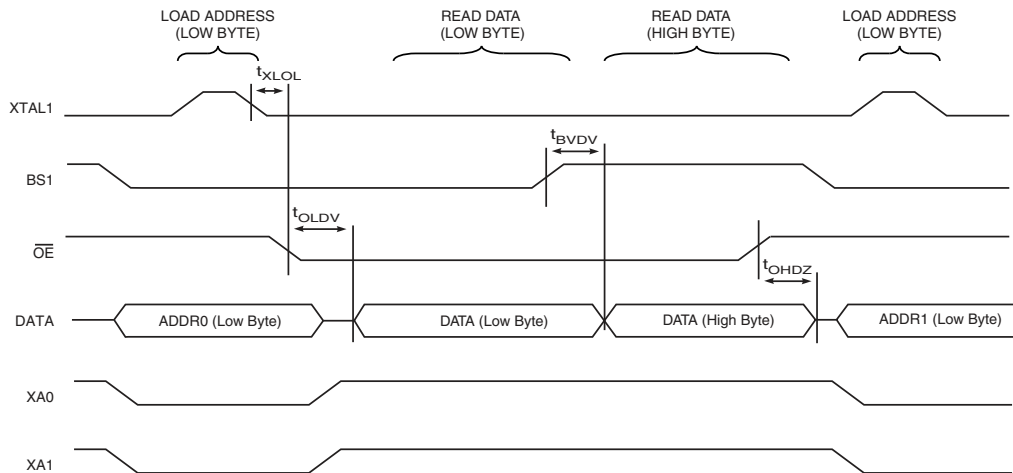 LOAD ADDRESS
(LOW BYTE)
READ DATA
(LOW BYTE)
READ DATA
(HIGH BYTE)
LOAD ADDRESS
(LOW BYTE)
tXLOL
XTAL1
tBVDV
BS1
tOLDV
OE
tOHDZ
DATA
ADDR0 (Low Byte)
DATA (Low Byte)
DATA (High Byte)
ADDR1 (Low Byte)
XA0
XA1